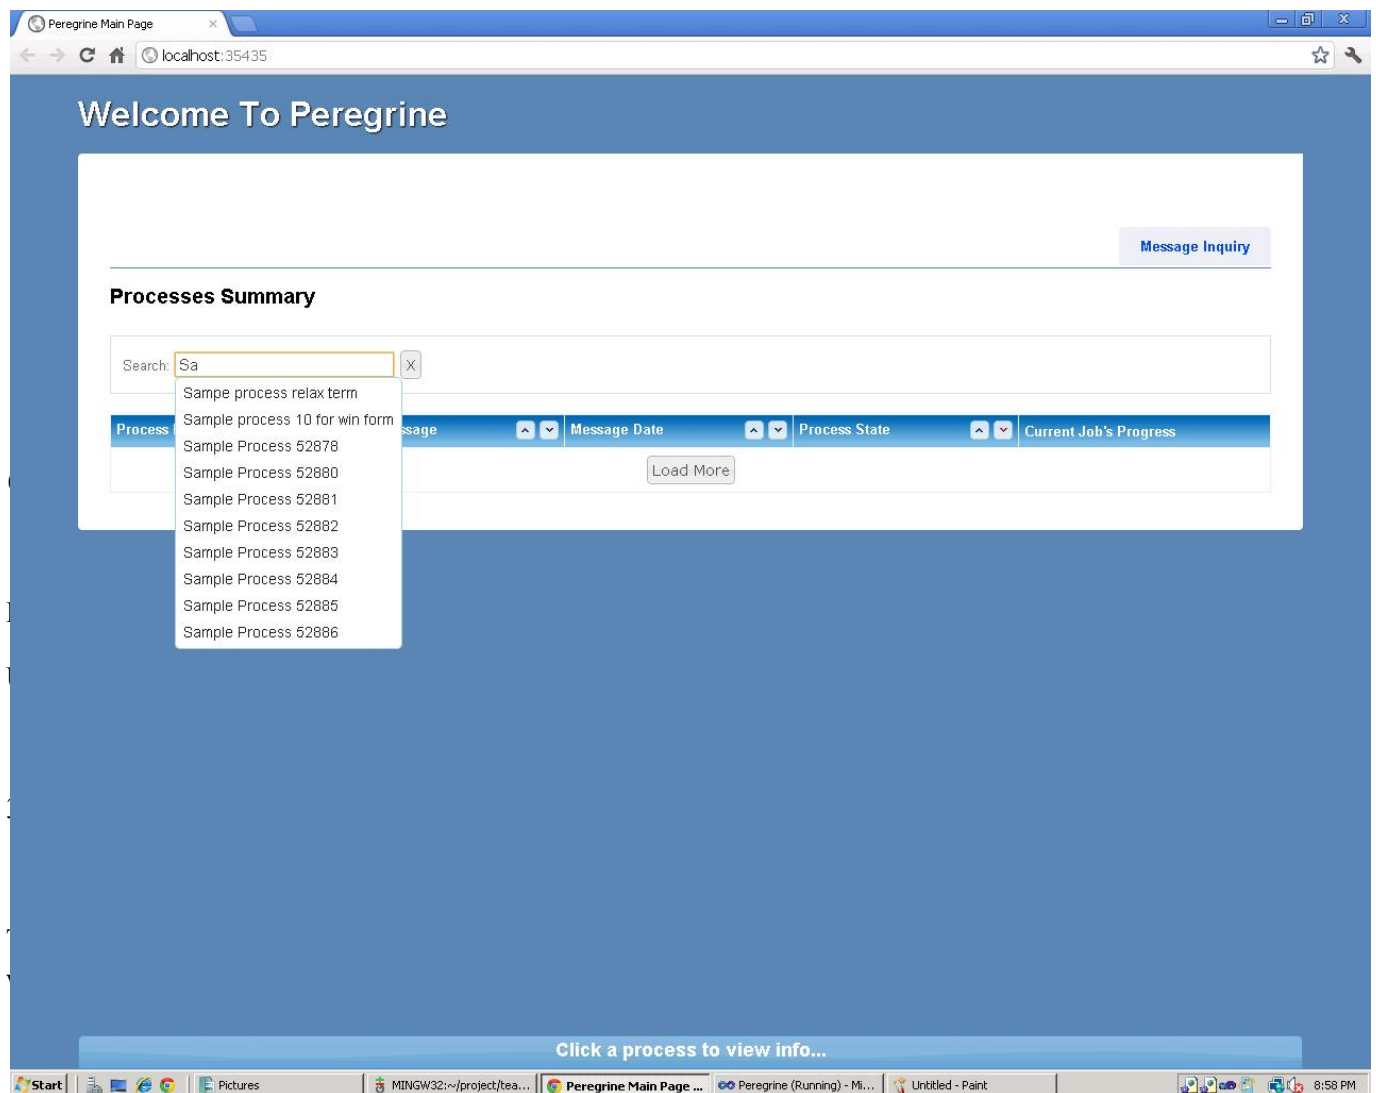 Peregrine Main Page
localhost:35435
Welcome To Peregrine
Message Inquiry
Processes Summary
Search: Sa X
Sampe process relax term
Sample process 10 for win form
Sample Process 52878
Sample Process 52880
Sample Process 52881
Sample Process 52882
Sample Process 52883
Sample Process 52884
Sample Process 52885
Sample Process 52886
Process Message Date Process State Current Job's Progress
Load More
Click a process to view info...
Start Pictures MINGW32:~/project/tea... Peregrine Main Page ... Peregrine (Running) - Mi... Untitled - Paint 8:58 PM